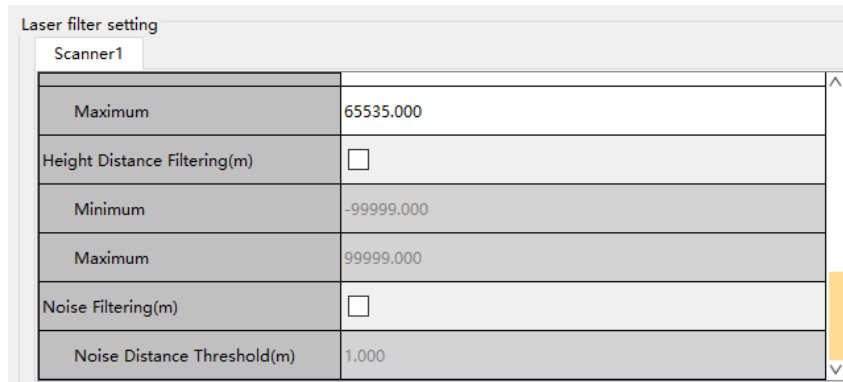 Laser filter setting
Scanner1
Maximum 65535.000
Height Distance Filtering(m)
Minimum -99999.000
Maximum 99999.000
Noise Filtering(m)
Noise Distance Threshold(m) 1.000